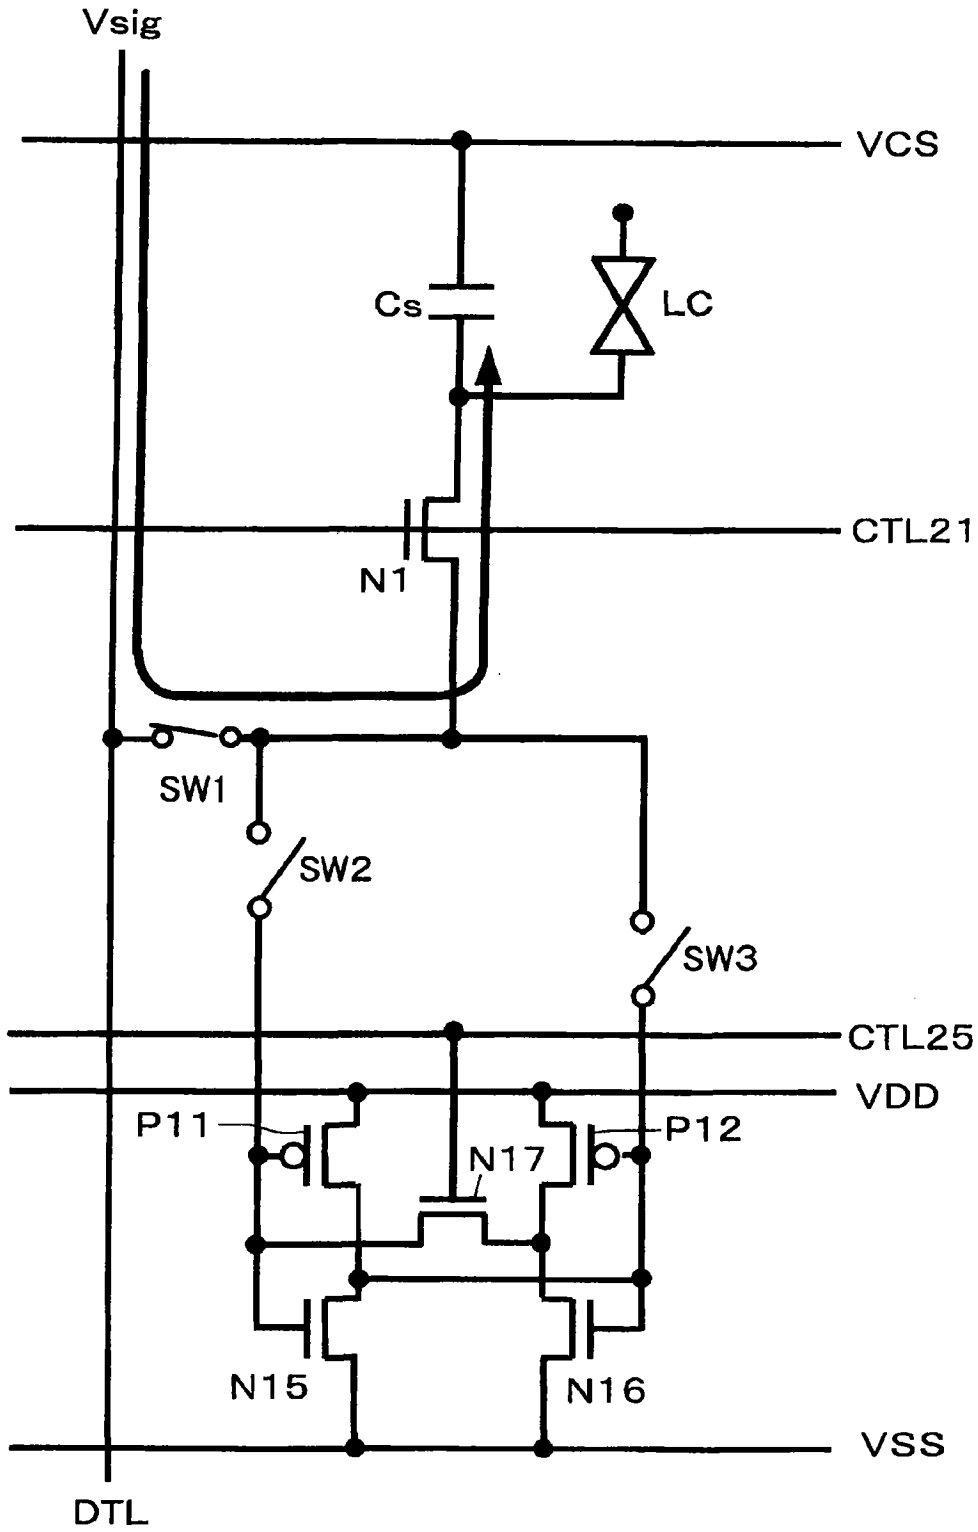 Vsig
VCS
Cs
LC
CTL21
N1
SW1
SW2
SW3
CTL25
VDD
P11
P12
N17
N15
N16
VSS
DTL